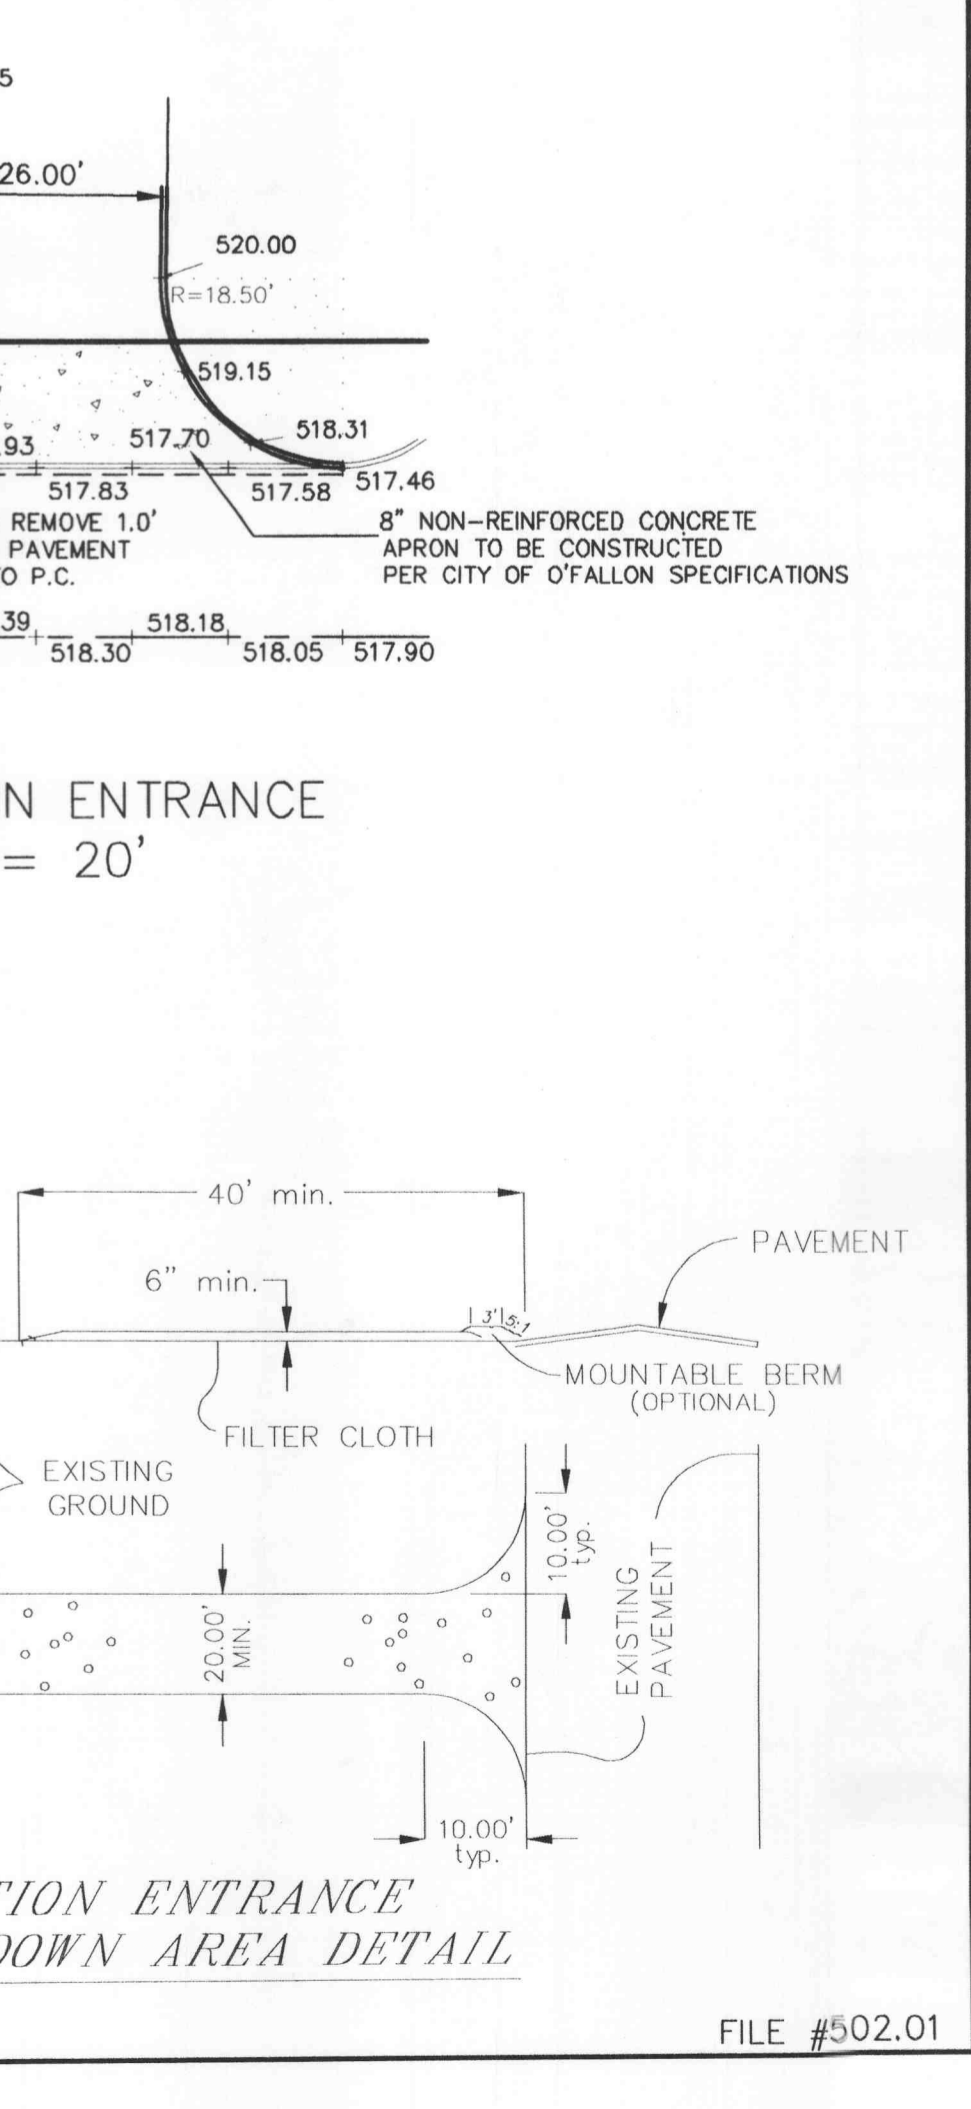 5
26.00'
520.00
R=18.50'
519.15
518.31
.93
517.70
517.83
517.58
517.46
REMOVE 1.0'
PAVEMENT
TO P.C.
8" NON-REINFORCED CONCRETE
APRON TO BE CONSTRUCTED
PER CITY OF O'FALLON SPECIFICATIONS
39
518.18
518.30
518.05
517.90
N ENTRANCE
= 20'
40' min.
PAVEMENT
6" min.
3'
5:1
MOUNTABLE BERM
(OPTIONAL)
FILTER CLOTH
EXISTING
GROUND
10.00'
typ.
20.00'
MIN.
EXISTING
PAVEMENT
10.00'
typ.
TION ENTRANCE
DOWN AREA DETAIL
FILE #502.01